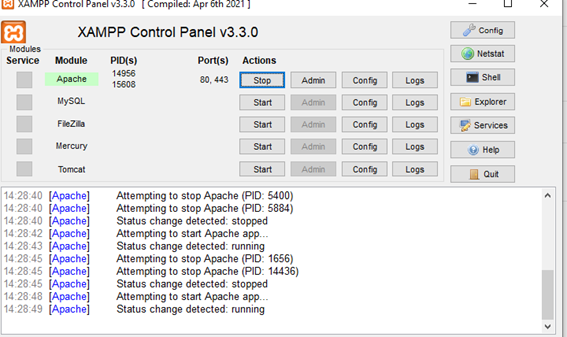 XAMPP Control Panel v3.3.0 [ Compiled: Apr 6th 2021 ]
XAMPP Control Panel v3.3.0
Config
Modules
Service Module PID(s) Port(s) Actions
Netstat
Apache 14956 15608 80, 443 Stop Admin Config Logs
Shell
MySQL Start Admin Config Logs
Explorer
FileZilla Start Admin Config Logs
Services
Mercury Start Admin Config Logs
Help
Tomcat Start Admin Config Logs
Quit
14:28:40 [Apache] Attempting to stop Apache (PID: 5400)
14:28:40 [Apache] Attempting to stop Apache (PID: 5884)
14:28:40 [Apache] Status change detected: stopped
14:28:42 [Apache] Attempting to start Apache app...
14:28:43 [Apache] Status change detected: running
14:28:45 [Apache] Attempting to stop Apache (PID: 1656)
14:28:45 [Apache] Attempting to stop Apache (PID: 14436)
14:28:45 [Apache] Status change detected: stopped
14:28:48 [Apache] Attempting to start Apache app...
14:28:49 [Apache] Status change detected: running